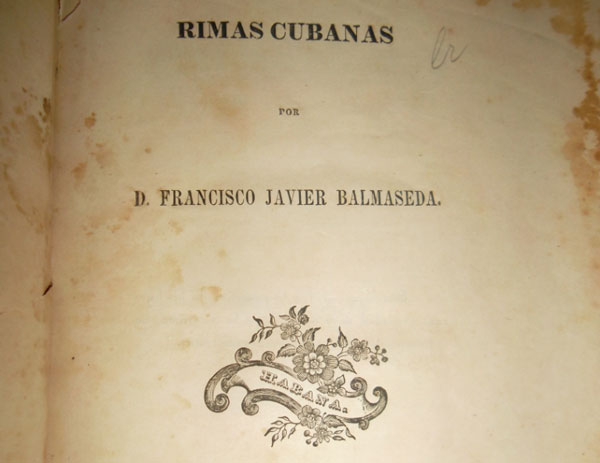 RIMAS CUBANAS
POR
D. FRANCISCO JAVIER BALMASEDA.
HABANA.